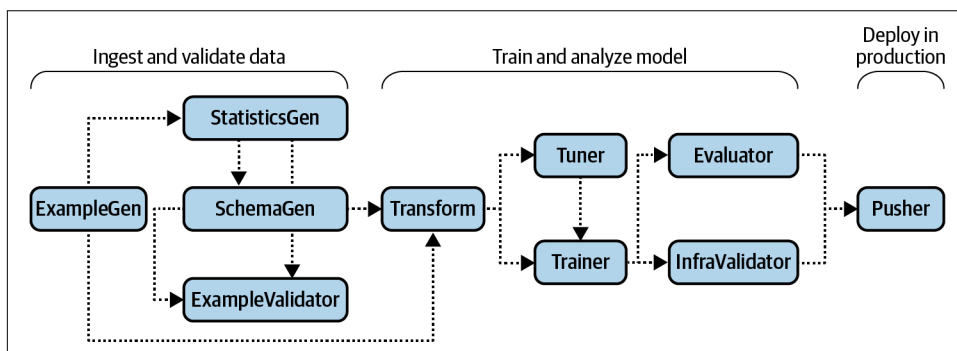 Ingest and validate data
Train and analyze model
Deploy in
production
StatisticsGen
ExampleGen
SchemaGen
ExampleValidator
Transform
Tuner
Trainer
Evaluator
InfraValidator
Pusher